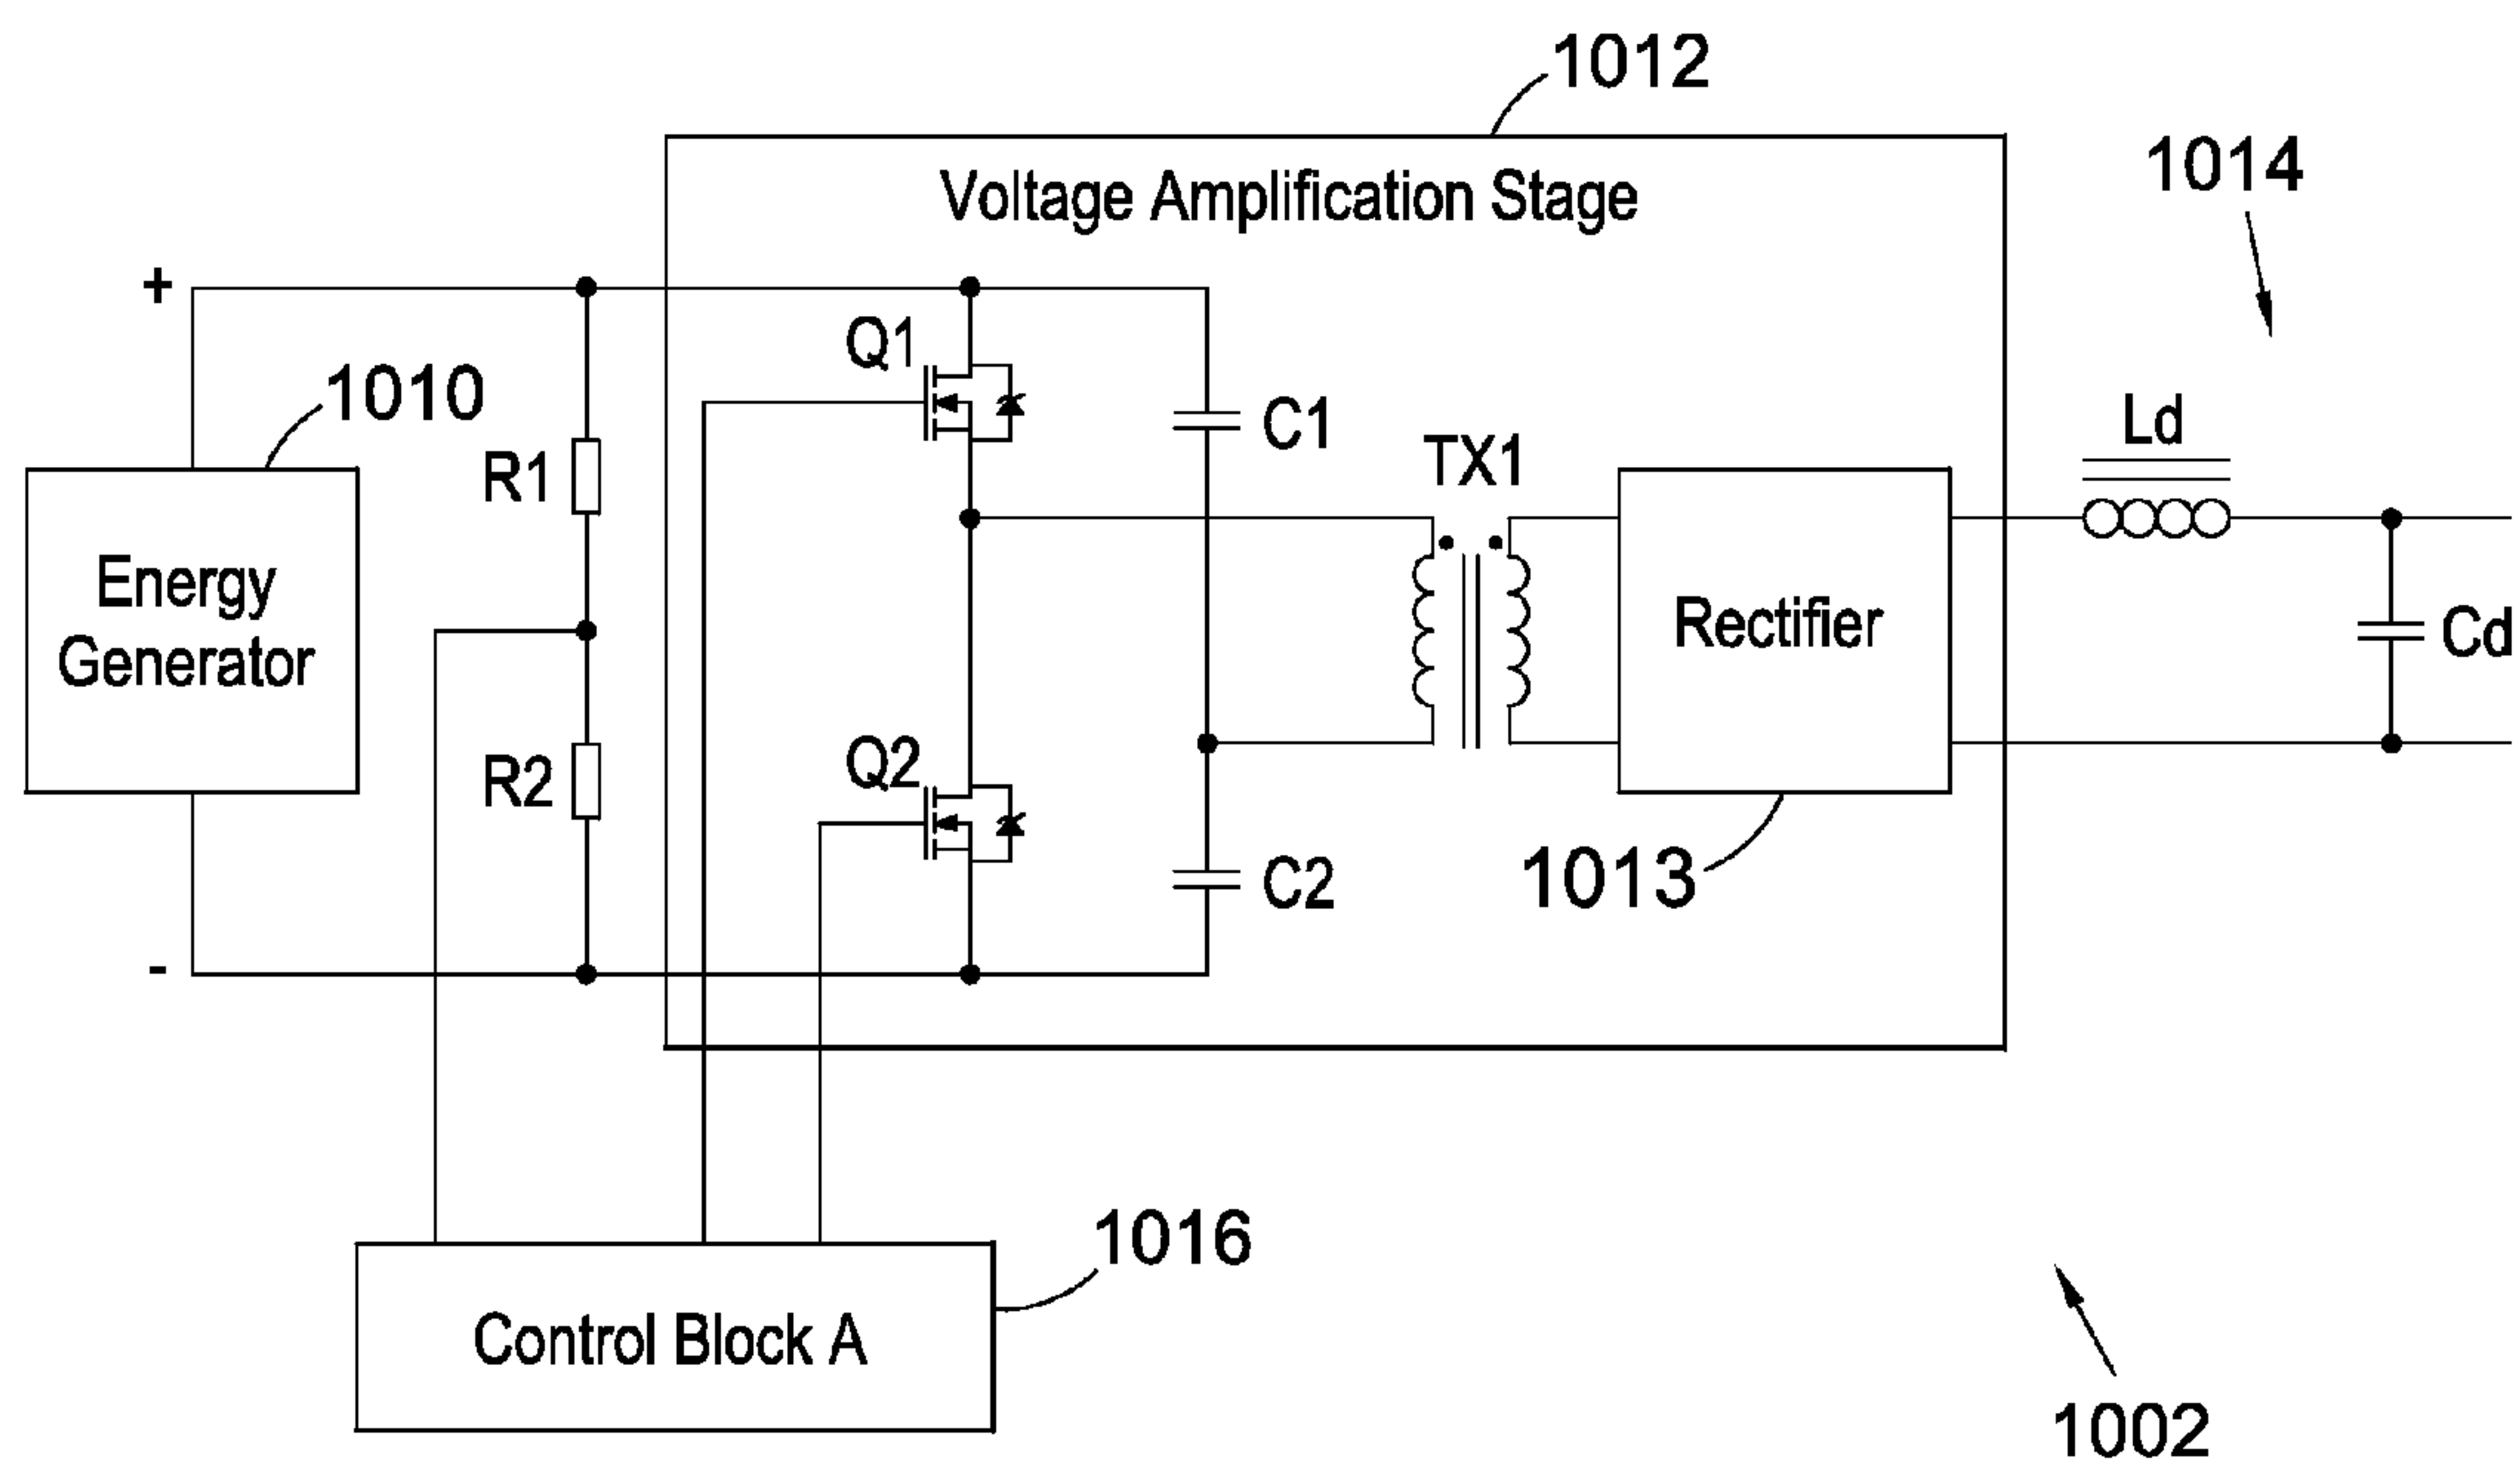 1012
1014
Voltage Amplification Stage
+
Q1
1010
C1
Ld
R1
TX1
Energy
Generator
Rectifier
Cd
R2
Q2
C2
1013
-
1016
Control Block A
1002